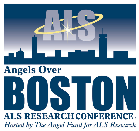 ALS
Angels Over
BOSTON
ALS RESEARCH CONFERENCE
Hosted by The Angel Fund for ALS Research